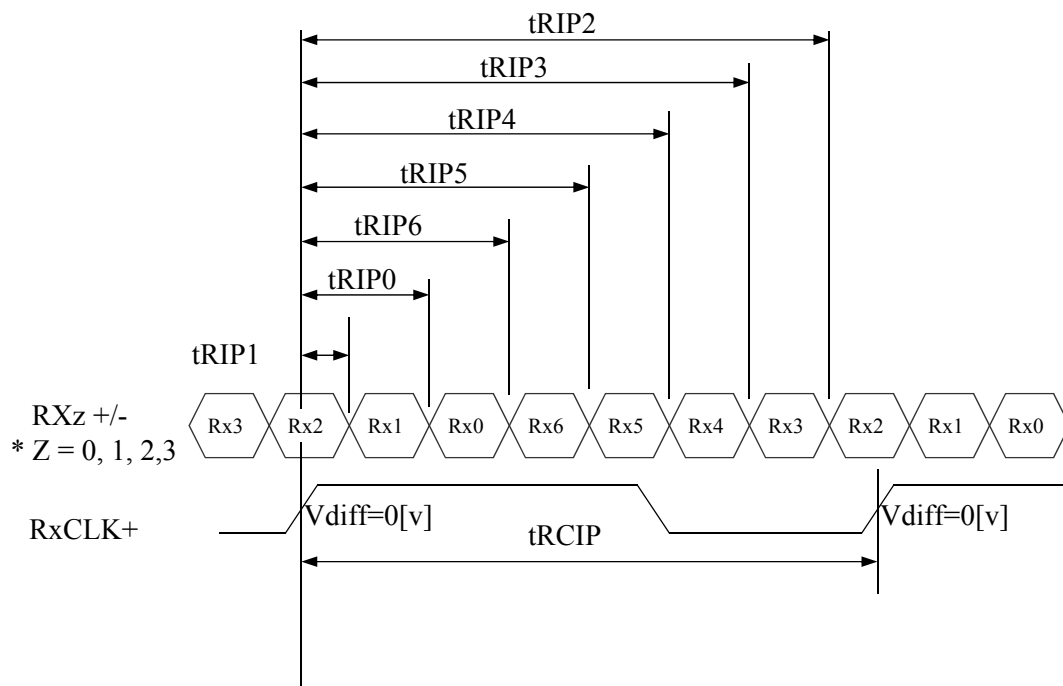 tRIP2
tRIP3
tRIP4
tRIP5
tRIP6
tRIP0
tRIP1
RXz +/-
* Z = 0, 1, 2,3
Rx3 Rx2 Rx1 Rx0 Rx6 Rx5 Rx4 Rx3 Rx2 Rx1 Rx0
RxCLK+
Vdiff=0[v] Vdiff=0[v]
tRCIP